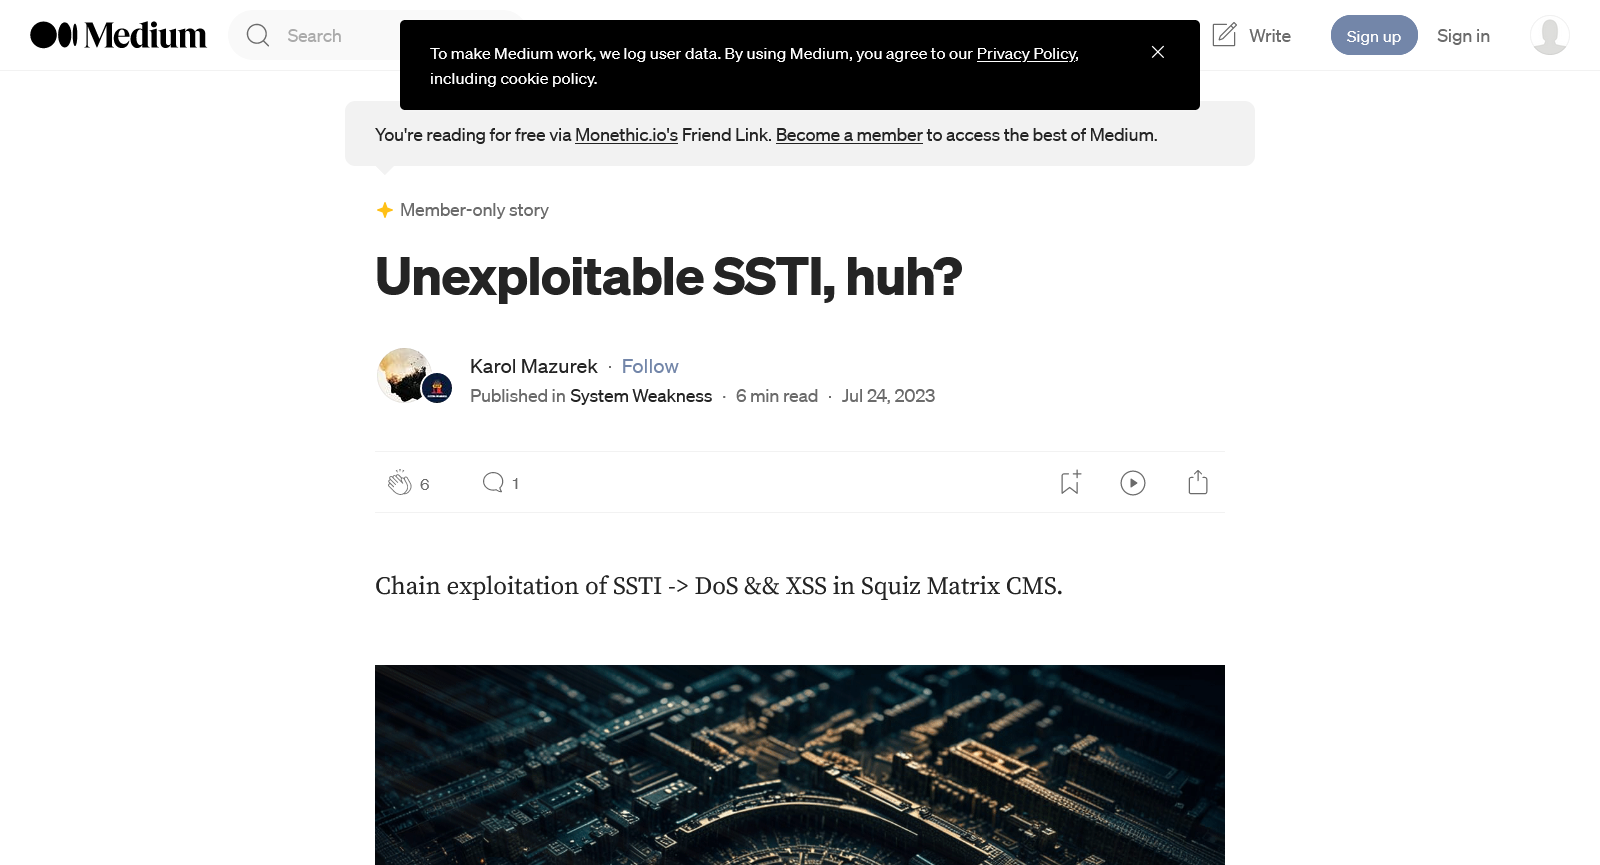 Medium
Search
To make Medium work, we log user data. By using Medium, you agree to our Privacy Policy,
including cookie policy.
Write
Sign up
Sign in
You're reading for free via Monethic.io's Friend Link. Become a member to access the best of Medium.
Member-only story
Unexploitable SSTI, huh?
Karol Mazurek · Follow
Published in System Weakness · 6 min read · Jul 24, 2023
6
1
Chain exploitation of SSTI -> DoS && XSS in Squiz Matrix CMS.